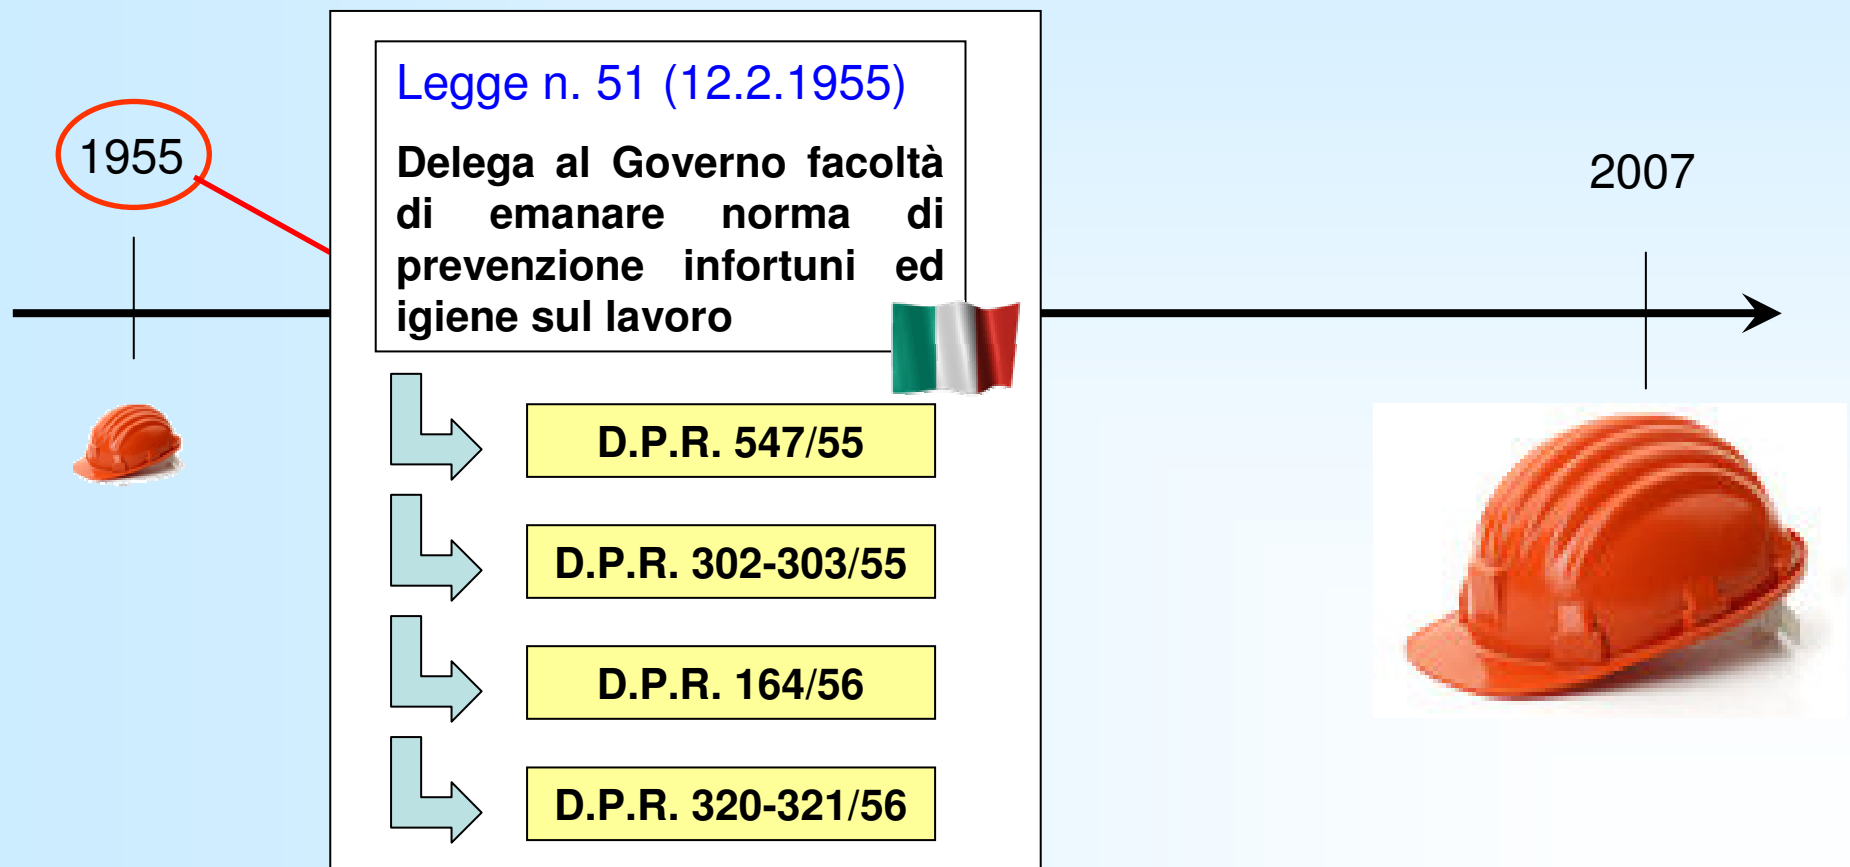 1955
Legge n. 51 (12.2.1955)
Delega al Governo facoltà
di emanare norma di
prevenzione infortuni ed
igiene sul lavoro
D.P.R. 547/55
D.P.R. 302-303/55
D.P.R. 164/56
D.P.R. 320-321/56
2007